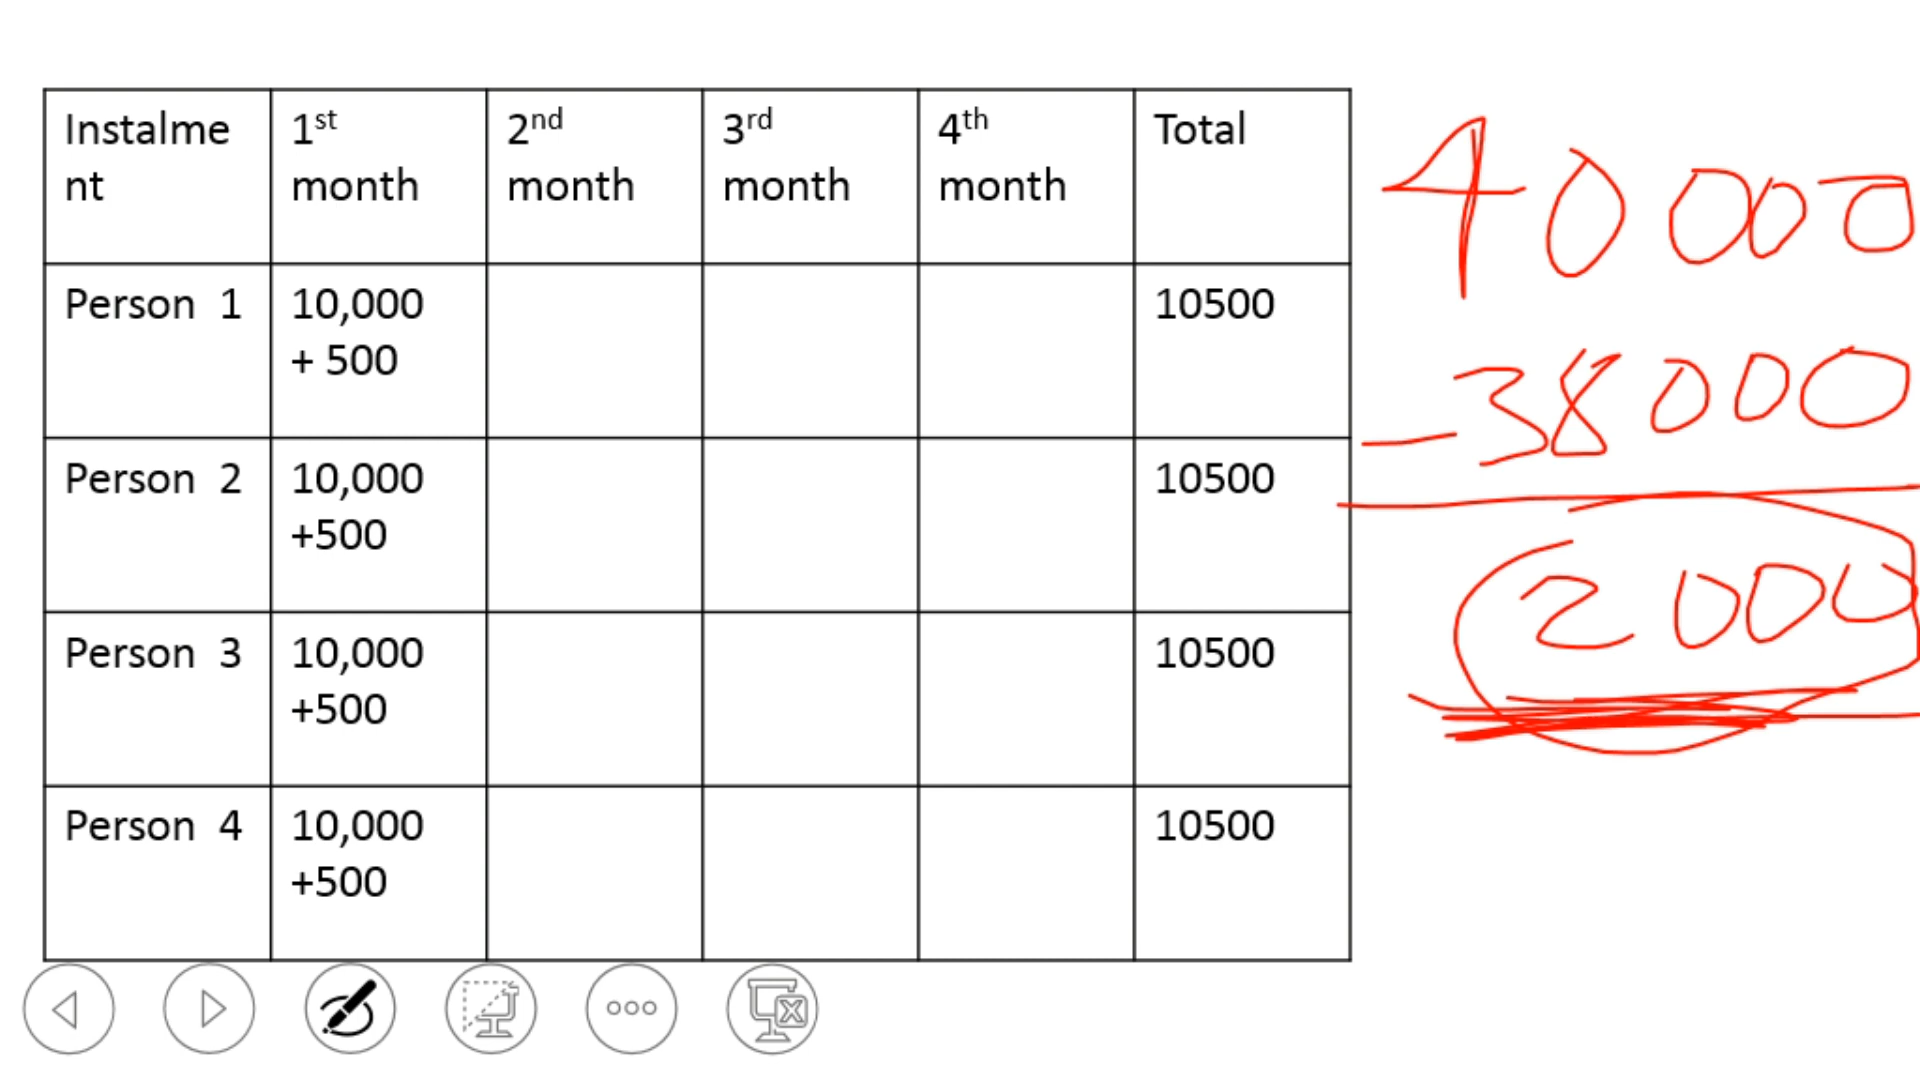 Instalme
nt
1st
month
2nd
month
3rd
month
4th
month
Total
Person 1
10,000
+ 500
10500
Person 2
10,000
+500
10500
Person 3
10,000
+500
10500
Person 4
10,000
+500
10500
40000
-38000
2000